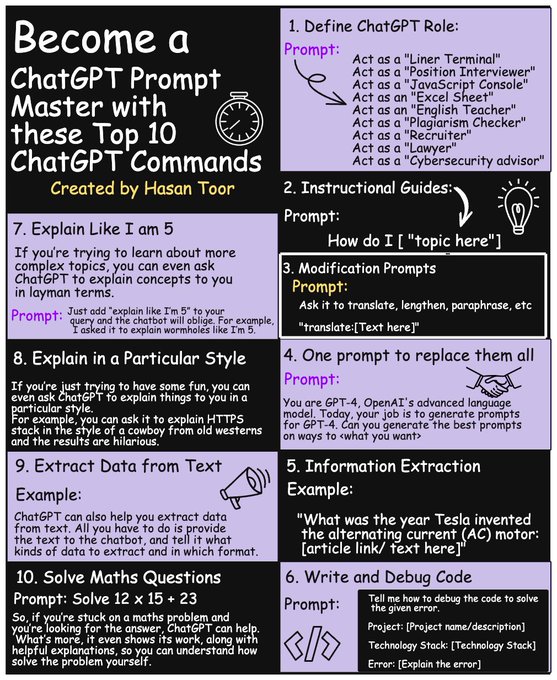 Become a
ChatGPT Prompt
Master with
these Top 10
ChatGPT Commands
Created by Hasan Toor
1. Define ChatGPT Role:
Prompt:
Act as a "Liner Terminal"
Act as a "Position Interviewer"
Act as a "JavaScript Console"
Act as an "Excel Sheet"
Act as an "English Teacher"
Act as a "Plagiarism Checker"
Act as a "Recruiter"
Act as a "Lawyer"
Act as a "Cybersecurity advisor"
2. Instructional Guides:
Prompt:
How do I [ "topic here"]
3. Modification Prompts
Prompt:
Ask it to translate, lengthen, paraphrase, etc
"translate:[Text here]"
4. One prompt to replace them all
Prompt:
You are GPT-4, OpenAI's advanced language
model. Today, your job is to generate prompts
for GPT-4. Can you generate the best prompts
on ways to <what you want>
5. Information Extraction
Example:
"What was the year Tesla invented
the alternating current (AC) motor:
[article link/ text here]"
6. Write and Debug Code
Prompt:
Tell me how to debug the code to solve
the given error.
Project: [Project name/description]
Technology Stack: [Technology Stack]
Error: [Explain the error]
</>
7. Explain Like I am 5
If you're trying to learn about more
complex topics, you can even ask
ChatGPT to explain concepts to you
in layman terms.
Prompt: Just add "explain like I'm 5" to your
query and the chatbot will oblige. For example,
I asked it to explain wormholes like I'm 5.
8. Explain in a Particular Style
If you're just trying to have some fun, you can
even ask ChatGPT to explain things to you in a
particular style.
For example, you can ask it to explain HTTPS
stack in the style of a cowboy from old westerns
and the results are hilarious.
9. Extract Data from Text
Example:
ChatGPT can also help you extract data
from text. All you have to do is provide
the text to the chatbot, and tell it what
kinds of data to extract and in which format.
10. Solve Maths Questions
Prompt: Solve 12 x 15 + 23
So, if you're stuck on a maths problem and
you're looking for the answer, ChatGPT can help.
What's more, it even shows its work, along with
helpful explanations, so you can understand how
solve the problem yourself.